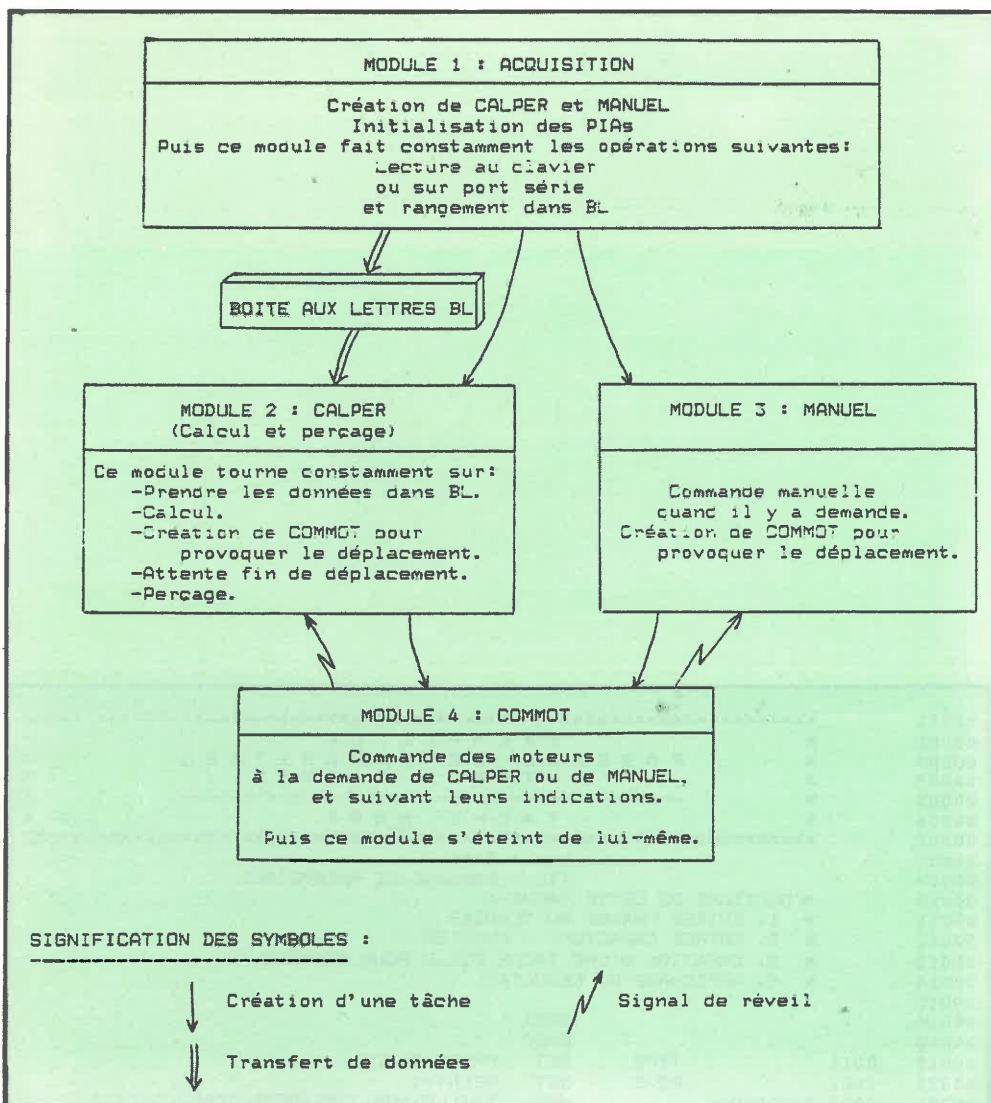 MODULE 1 : ACQUISITION
Création de CALPER et MANUEL
Initialisation des PIAs
Puis ce module fait constamment les opérations suivantes:
Lecture au clavier
ou sur port série
et rangement dans BL
BOITE AUX LETTRES BL
MODULE 2 : CALPER
(Calcul et perçage)
Ce module tourne constamment sur:
-Prendre les données dans BL.
-Calcul.
-Création de COMMOT pour
provoquer le déplacement.
-Attente fin de déplacement.
-Perçage.
MODULE 3 : MANUEL
Commande manuelle
quand il y a demande.
Création de COMMOT pour
provoquer le déplacement.
MODULE 4 : COMMOT
Commande des moteurs
à la demande de CALPER ou de MANUEL,
et suivant leurs indications.
Puis ce module s'éteint de lui-même.
SIGNIFICATION DES SYMBOLES :
Création d'une tâche
Signal de réveil
Transfert de données